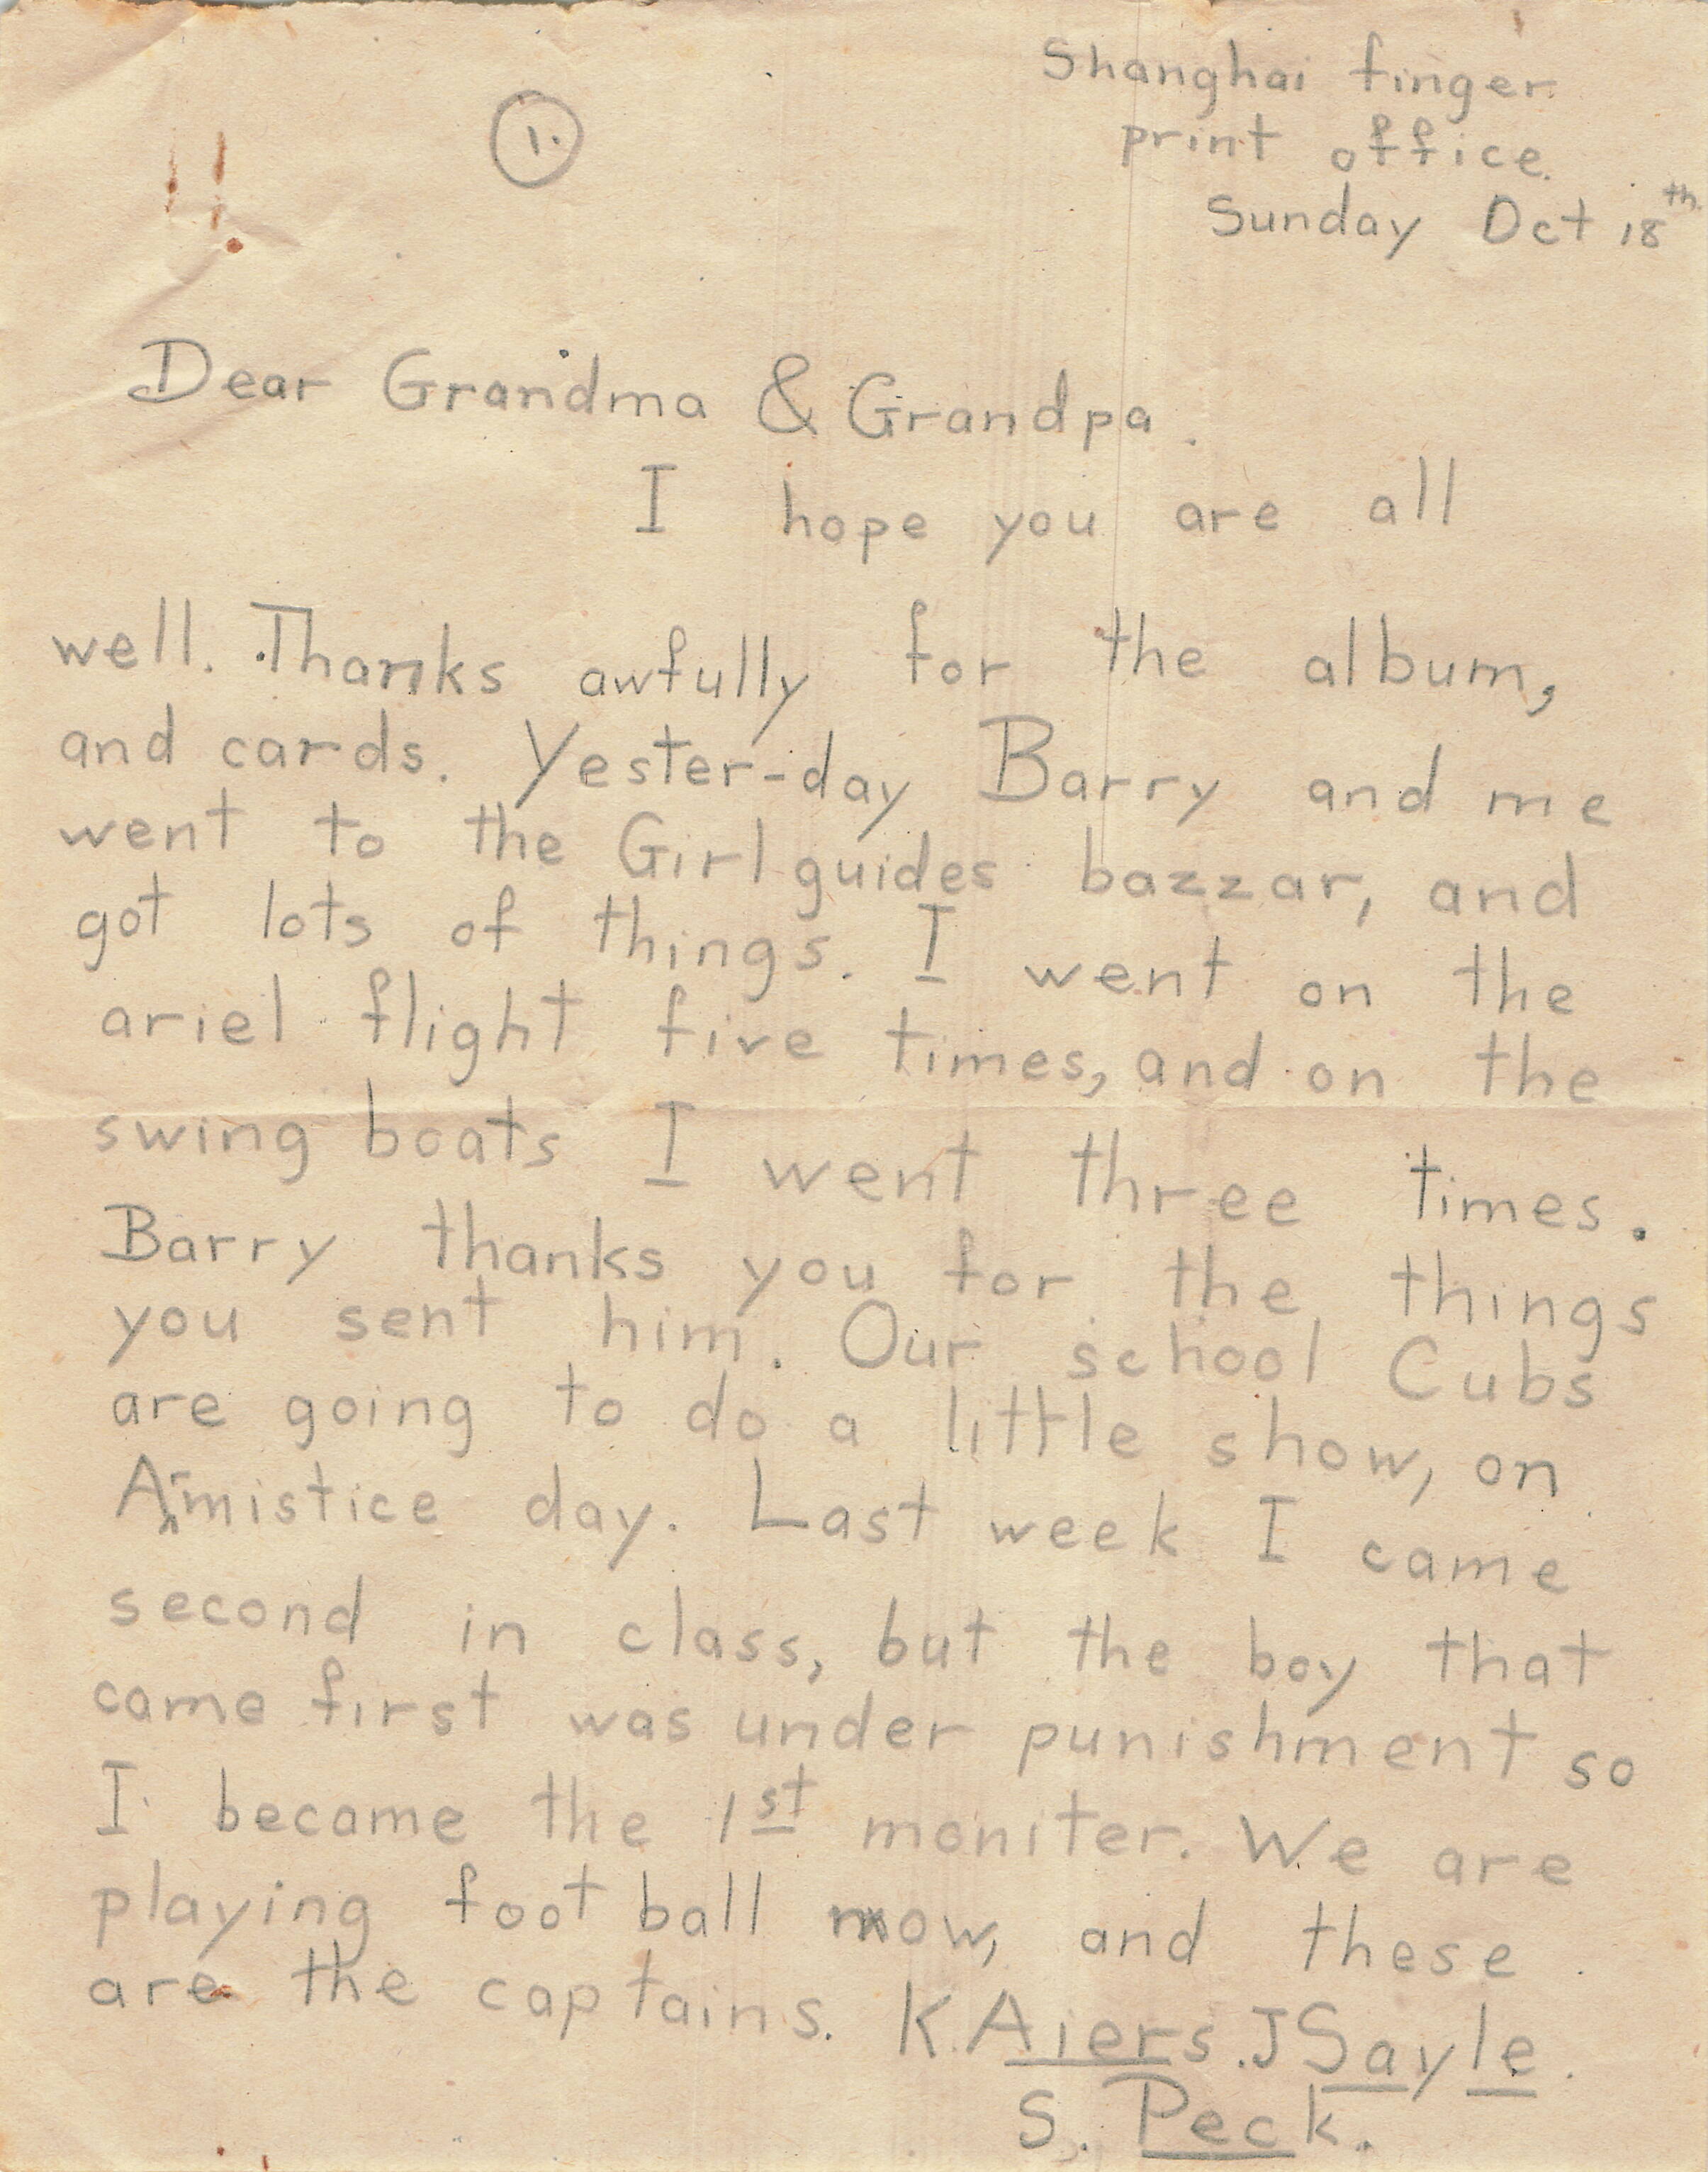 1.
Shanghai finger
print office.
Sunday Oct 18th.
Dear Grandma & Grandpa.
I hope you are all
well. Thanks awfully for the album,
and cards. Yester-day Barry and me
went to the Girl guides bazzar, and
got lots of things. I went on the
ariel flight five times, and on the
swing boats I went three times.
Barry thanks you for the things
you sent him. Our school Cubs
are going to do a little show, on
Armistice day. Last week I came
second in class, but the boy that
came first was under punishment so
I became the 1st moniter. We are
playing foot ball now, and these
are the captains. K. Aiers. J Sayle.
S. Peck.